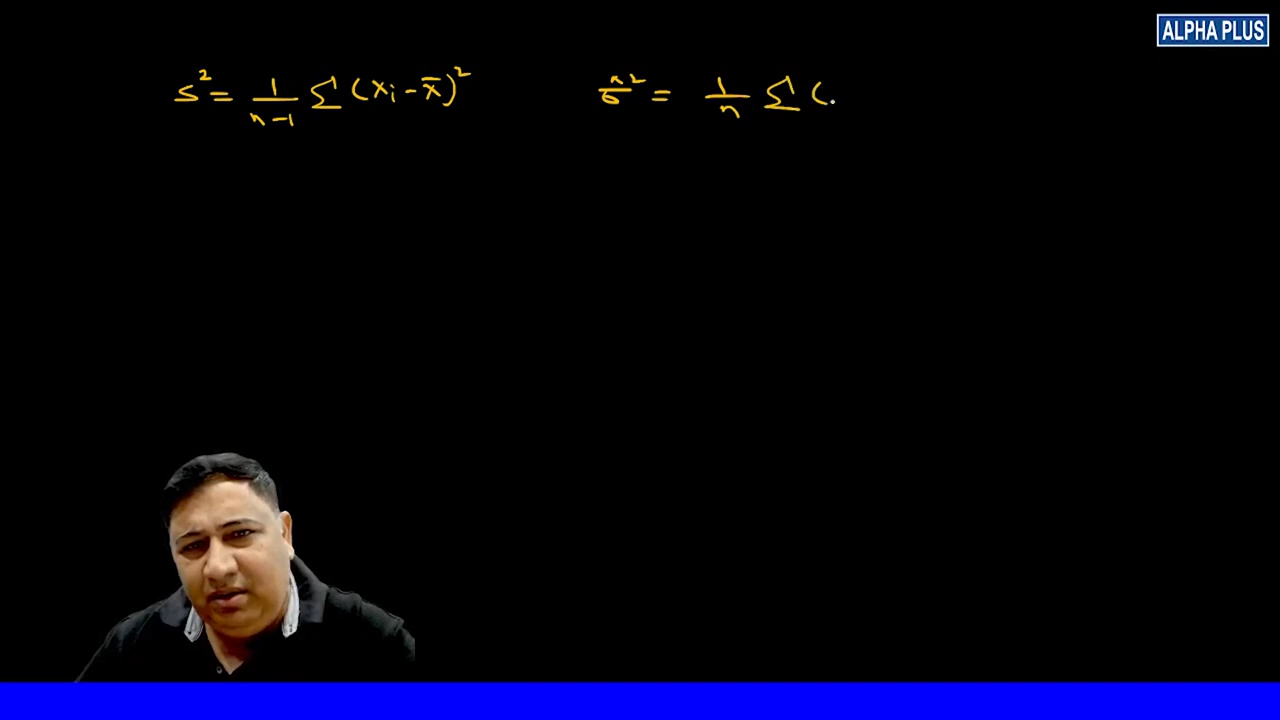 ALPHA PLUS
s² = 1/(n-1) Σ (xᵢ - x̄)² σ̂² = 1/n Σ (